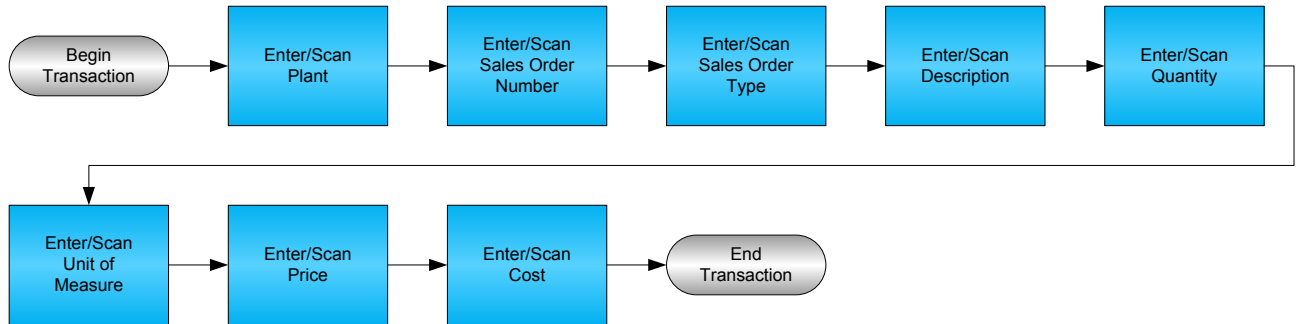 Begin
Transaction
Enter/Scan
Plant
Enter/Scan
Sales Order
Number
Enter/Scan
Sales Order
Type
Enter/Scan
Description
Enter/Scan
Quantity
Enter/Scan
Unit of
Measure
Enter/Scan
Price
Enter/Scan
Cost
End
Transaction